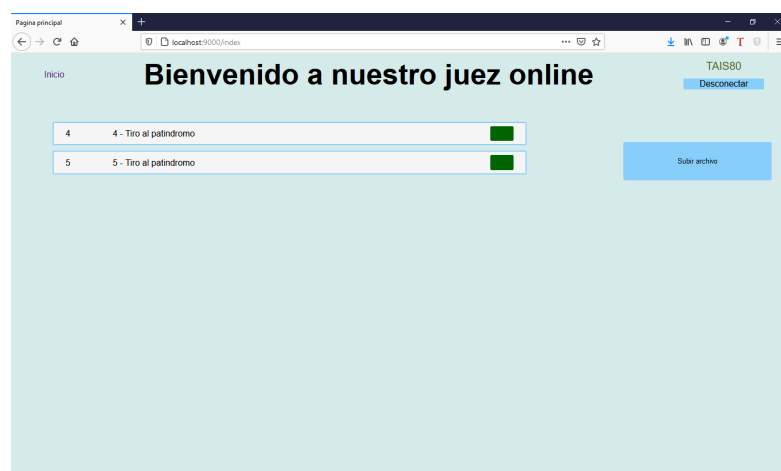 Pagina principal
localhost:9000/index
Inicio
Bienvenido a nuestro juez online
TAIS80
Desconectar
4 4 - Tiro al patindromo
5 5 - Tiro al patindromo
Subir archivo